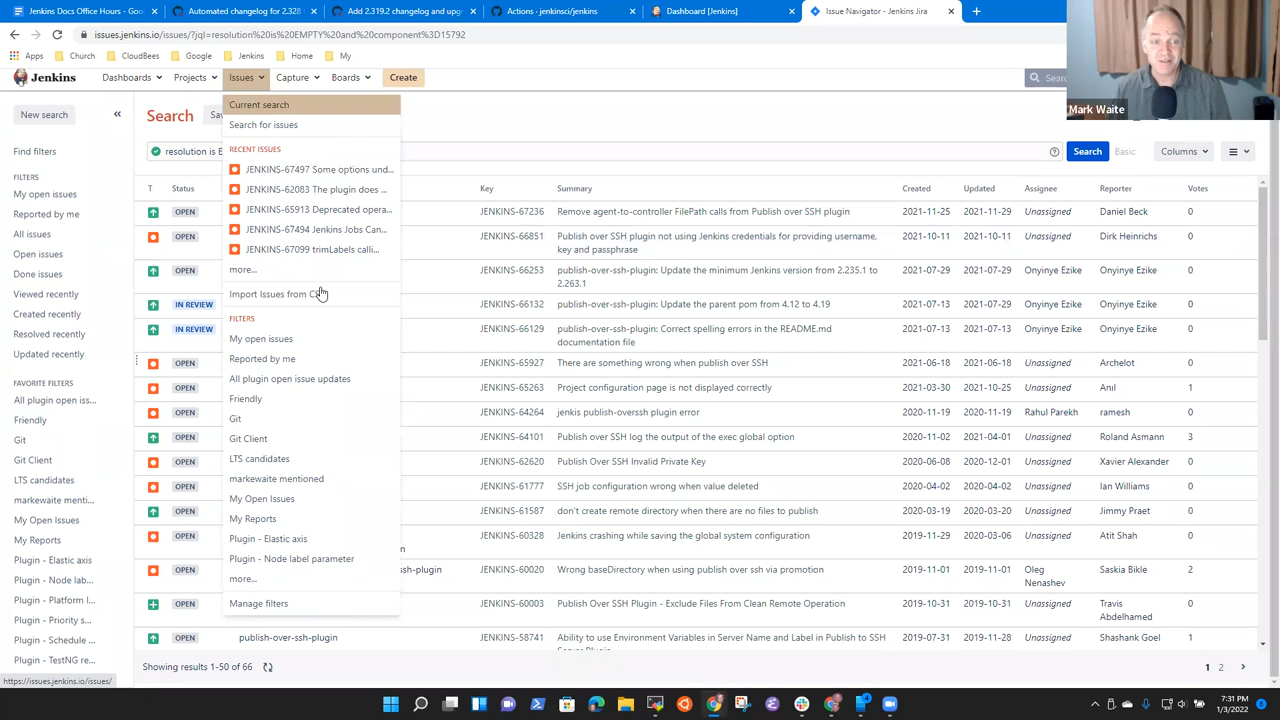 Jenkins Docs Office Hours - Goo
Automated changelog for 2.328
Add 2.319.2 changelog and upg
Actions · jenkinsci/jenkins
Dashboard [Jenkins]
Issue Navigator - Jenkins Jira
issues.jenkins.io/issues/?jql=resolution%20is%20EMPTY%20and%20component%3D15792
Apps
Church
CloudBees
Google
Jenkins
Home
My
Jenkins
Dashboards
Projects
Issues
Capture
Boards
Create
Mark Waite
New search
Find filters
FILTERS
My open issues
Reported by me
All issues
Open issues
Done issues
Viewed recently
Created recently
Resolved recently
Updated recently
FAVORITE FILTERS
All plugin open iss...
Friendly
Git
Git Client
LTS candidates
markewaite menti...
My Open Issues
My Reports
Plugin - Elastic axis
Plugin - Node lab...
Plugin - Platform l...
Plugin - Priority s...
Plugin - Schedule ...
Plugin - TestNG re...
https://issues.jenkins.io/issues/
Search
resolution is
Search
Basic
Columns
Current search
Search for issues
RECENT ISSUES
JENKINS-67497 Some options und...
JENKINS-62083 The plugin does ...
JENKINS-65913 Deprecated opera...
JENKINS-67494 Jenkins Jobs Can...
JENKINS-67099 trimLabels calli...
more...
Import Issues from
FILTERS
My open issues
Reported by me
All plugin open issue updates
Friendly
Git
Git Client
LTS candidates
markewaite mentioned
My Open Issues
My Reports
Plugin - Elastic axis
Plugin - Node label parameter
more...
Manage filters
T Status Key Summary Created Updated Assignee Reporter Votes
OPEN JENKINS-67236 Remove agent-to-controller FilePath calls from Publish over SSH plugin 2021-11-25 2021-11-29 Unassigned Daniel Beck 0
OPEN JENKINS-66851 Publish over SSH plugin not using Jenkins credentials for providing username, 2021-10-11 2021-10-11 Unassigned Dirk Heinrichs 0
key and passphrase
OPEN JENKINS-66253 publish-over-ssh-plugin: Update the minimum Jenkins version from 2.235.1 to 2021-07-29 2021-07-29 Onyinye Ezike Onyinye Ezike 0
2.263.1
IN REVIEW JENKINS-66132 publish-over-ssh-plugin: Update the parent pom from 4.12 to 4.19 2021-07-13 2021-07-13 Onyinye Ezike Onyinye Ezike 0
IN REVIEW JENKINS-66129 publish-over-ssh-plugin: Correct spelling errors in the README.md 2021-07-13 2021-07-13 Onyinye Ezike Onyinye Ezike 0
documentation file
OPEN JENKINS-65927 There are something wrong when publish over SSH 2021-06-18 2021-06-18 Unassigned Archelot 0
OPEN JENKINS-65263 Project configuration page is not displayed correctly 2021-03-30 2021-10-25 Unassigned Anıl 1
OPEN JENKINS-64264 jenkis publish-overssh plugin error 2020-11-19 2020-11-19 Rahul Parekh ramesh 0
OPEN JENKINS-64101 Publish over SSH log the output of the exec global option 2020-11-02 2021-04-01 Unassigned Roland Asmann 3
OPEN JENKINS-62620 Publish Over SSH Invalid Private Key 2020-06-08 2020-12-01 Unassigned Xavier Alexander 0
OPEN JENKINS-61777 SSH job configuration wrong when value deleted 2020-04-02 2020-04-02 Unassigned Ian Williams 0
OPEN JENKINS-61587 don't create remote directory when there are no files to publish 2020-03-19 2020-03-20 Unassigned Jimmy Praet 0
OPEN JENKINS-60328 Jenkins crashing while saving the global system configuration 2019-11-29 2020-03-06 Unassigned Atit Shah 0
OPEN sh-plugin JENKINS-60020 Wrong baseDirectory when using publish over ssh via promotion 2019-11-01 2019-11-01 Oleg Saskia Bikle 2
Nenashev
OPEN JENKINS-60003 Publish Over SSH Plugin - Exclude Files From Clean Remote Operation 2019-10-31 2019-10-31 Unassigned Travis 0
Abdelhamed
OPEN publish-over-ssh-plugin JENKINS-58741 Ability to use Environment Variables in Server Name and Label in Publish to SSH 2019-07-31 2019-11-28 Unassigned Shashank Goel 1
Showing results 1-50 of 66
1 2
7:31 PM
1/3/2022